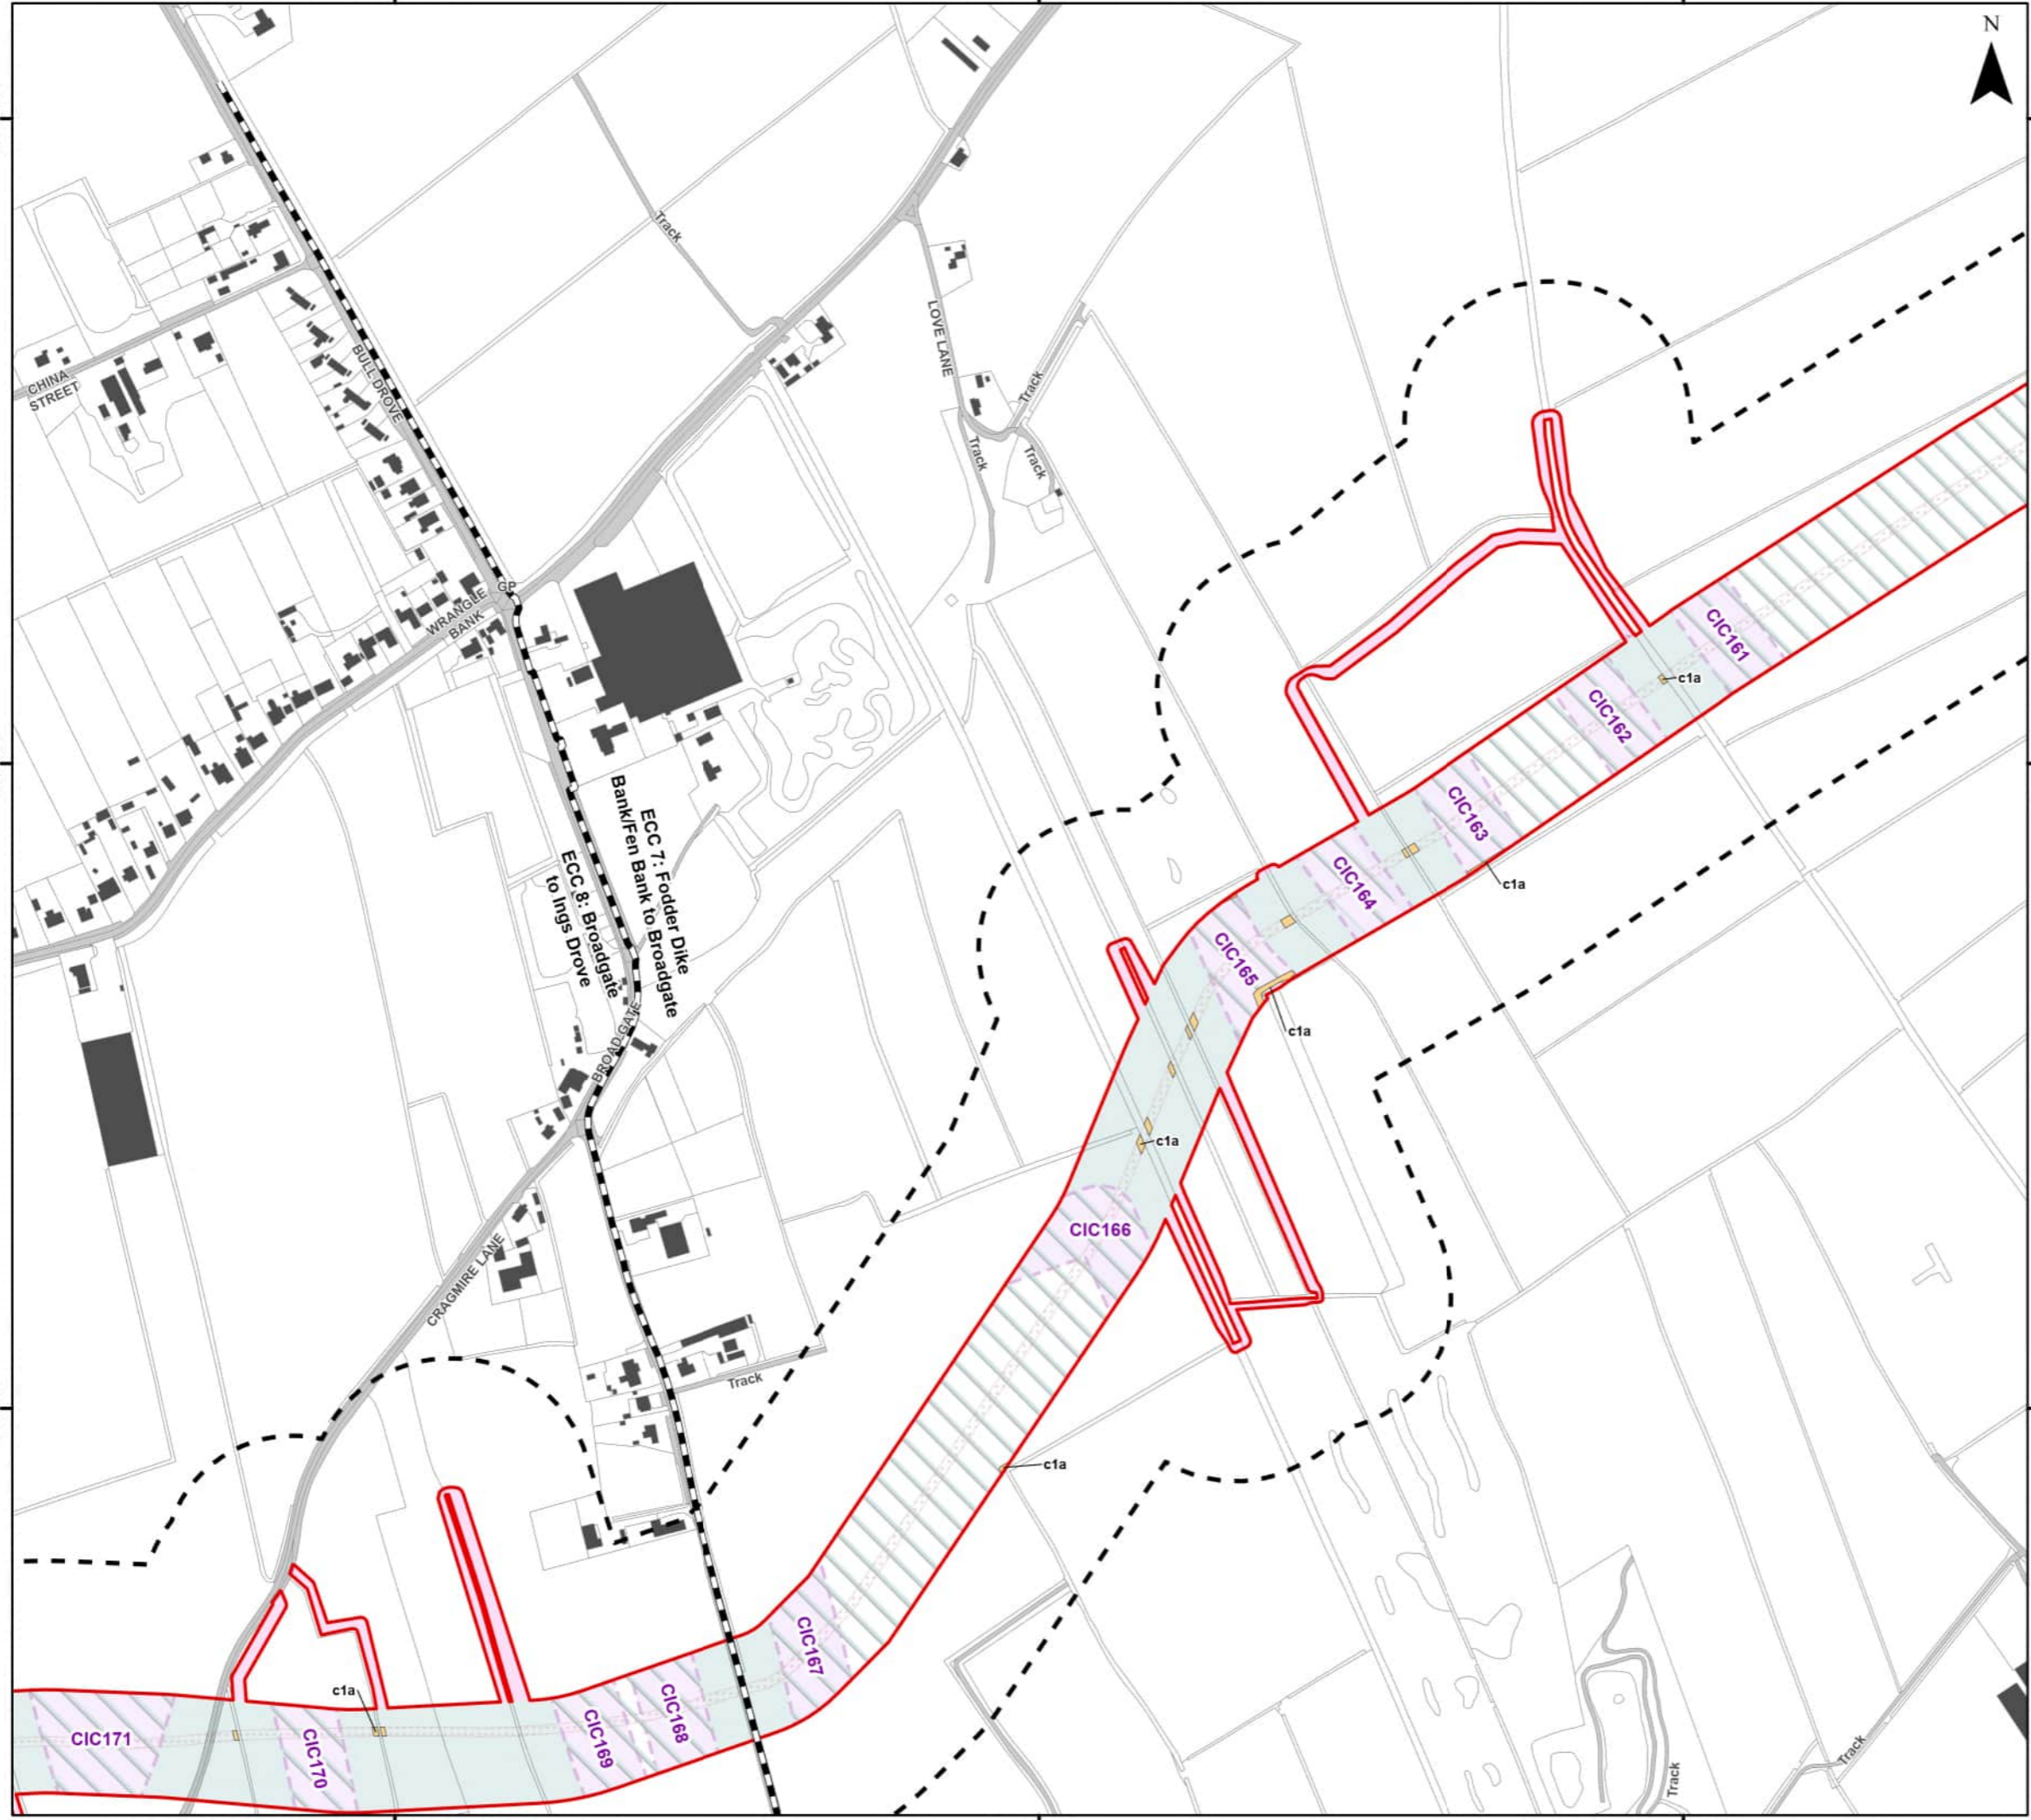 N
Track
LOVE LANE
CHINA
STREET
BULL DROVE
Track
Track
Track
GP
WRANGLE
BANK
CIC161
c1a
CIC162
ECC 7: Fodder Dike
Bank/Fen Bank to Broadgate
ECC 8: Broadgate
to Ings Drove
CIC163
CIC164
c1a
CIC165
BROAD GATE
c1a
c1a
CIC166
CRAGMIRE LANE
Track
c1a
CIC167
c1a
CIC168
CIC169
CIC171
CIC170
Track
Track